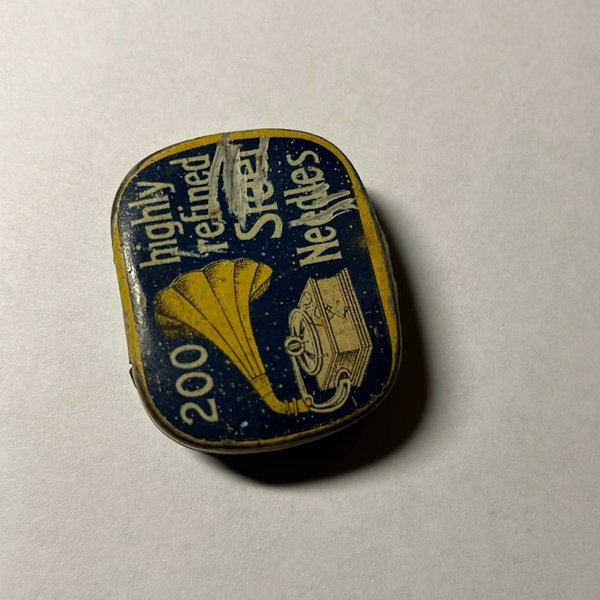 200
highly
refined
Steel
Needles